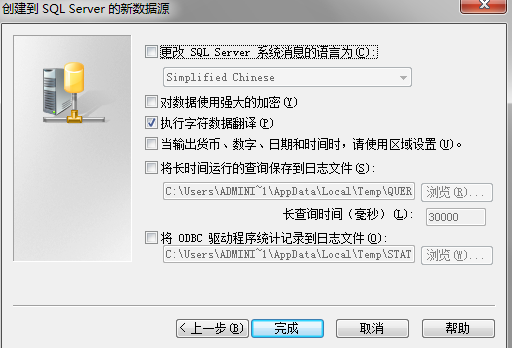 创建到 SQL Server 的新数据源
更改 SQL Server 系统消息的语言为(C):
Simplified Chinese
对数据使用强大的加密(Y)
执行字符数据翻译(P)
当输出货币、数字、日期和时间时，请使用区域设置(U)。
将长时间运行的查询保存到日志文件(S):
C:\Users\ADMINI~1\AppData\Local\Temp\QUER 浏览(R)...
长查询时间（毫秒）(L): 30000
将 ODBC 驱动程序统计记录到日志文件(O):
C:\Users\ADMINI~1\AppData\Local\Temp\STAT 浏览(W)...
< 上一步(B) 完成 取消 帮助